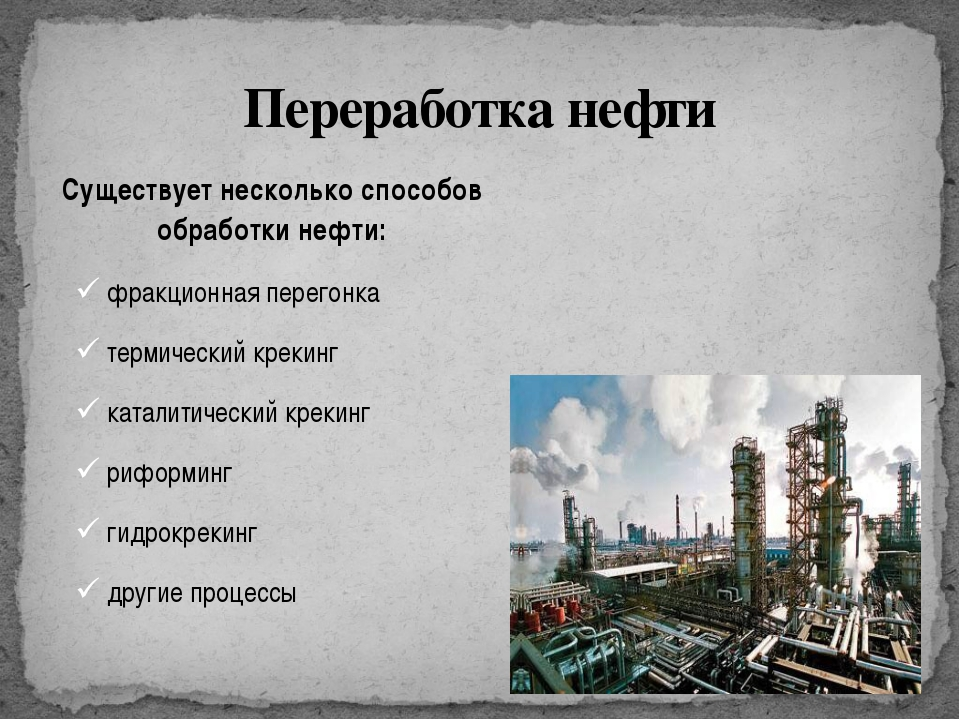 Переработка нефти
Существует несколько способов
обработки нефти:
фракционная перегонка
термический крекинг
каталитический крекинг
риформинг
гидрокрекинг
другие процессы